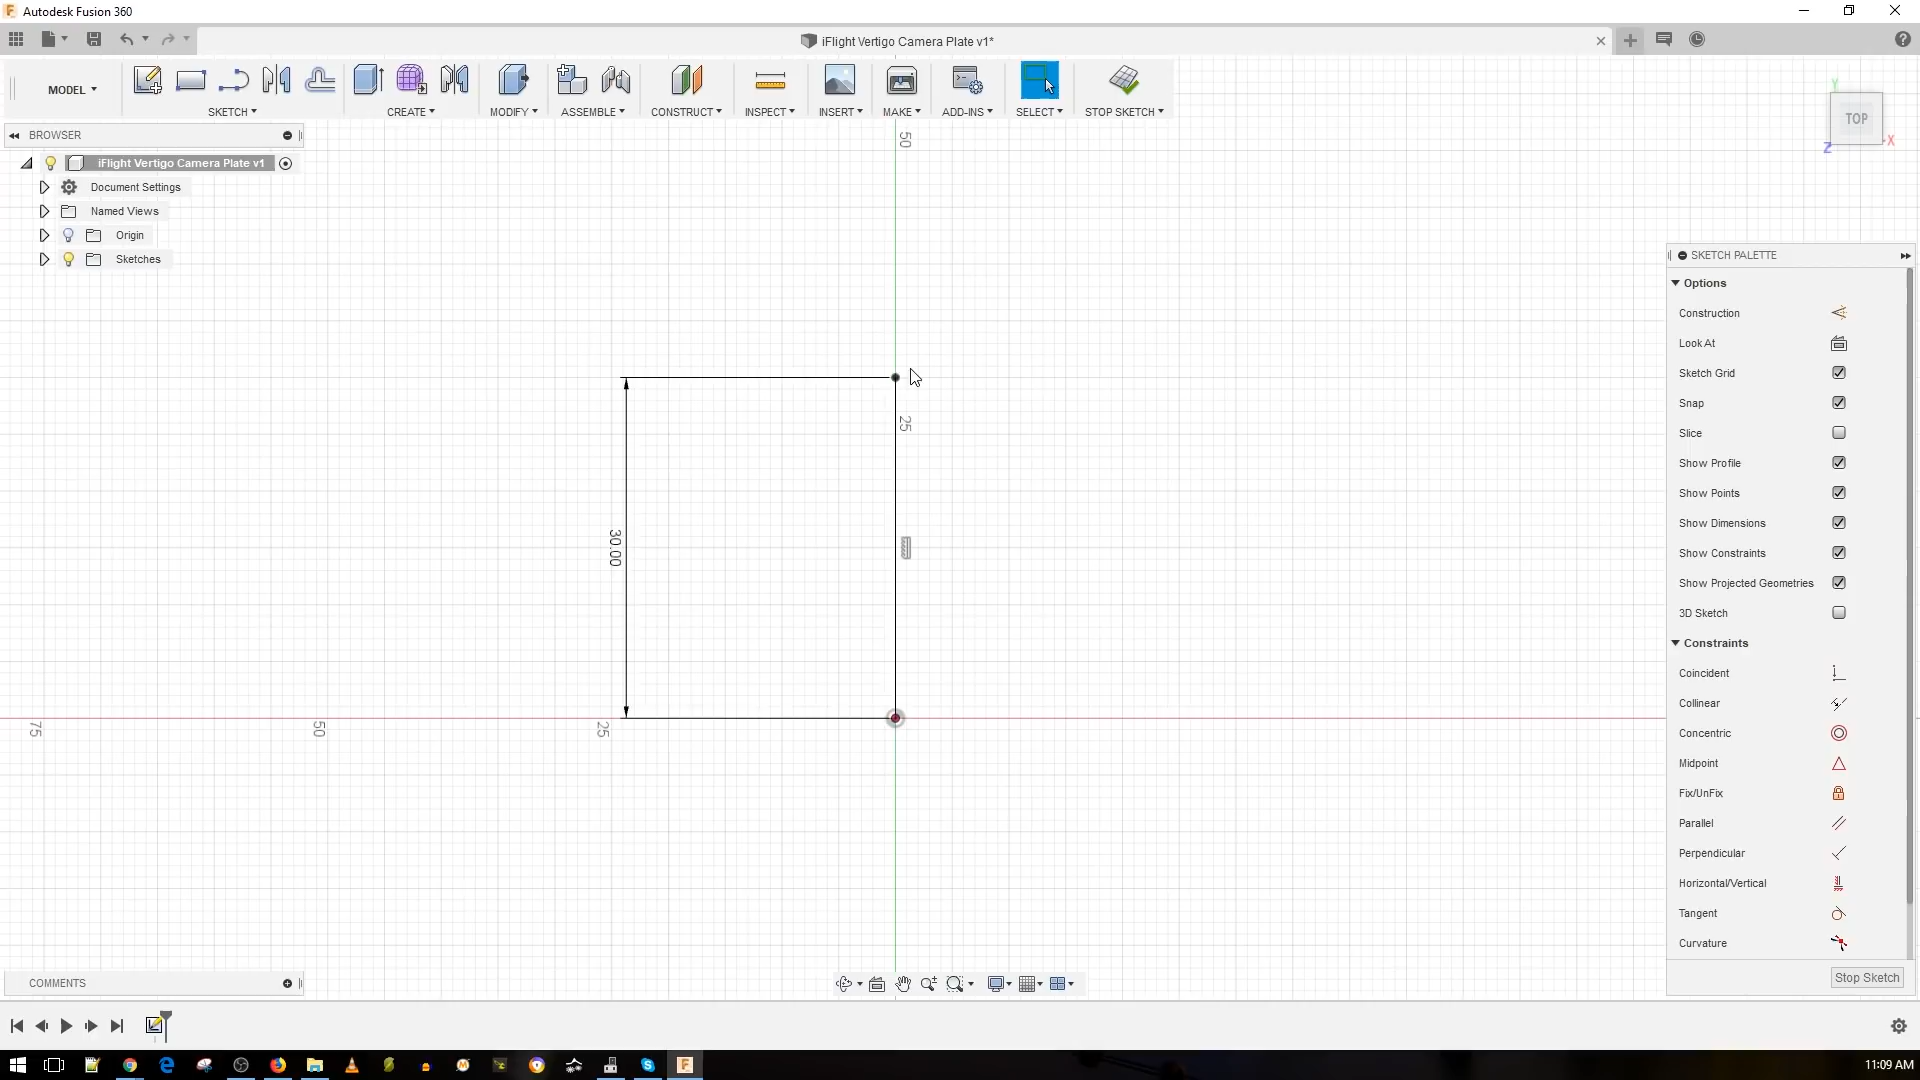 Autodesk Fusion 360
iFlight Vertigo Camera Plate v1*
MODEL
SKETCH
CREATE
MODIFY
ASSEMBLE
CONSTRUCT
INSPECT
INSERT
MAKE
ADD-INS
SELECT
STOP SKETCH
TOP
Y
X
Z
BROWSER
iFlight Vertigo Camera Plate v1
Document Settings
Named Views
Origin
Sketches
50
25
30.00
75
50
25
SKETCH PALETTE
Options
Construction
Look At
Sketch Grid
Snap
Slice
Show Profile
Show Points
Show Dimensions
Show Constraints
Show Projected Geometries
3D Sketch
Constraints
Coincident
Collinear
Concentric
Midpoint
Fix/UnFix
Parallel
Perpendicular
Horizontal/Vertical
Tangent
Curvature
Stop Sketch
COMMENTS
11:09 AM